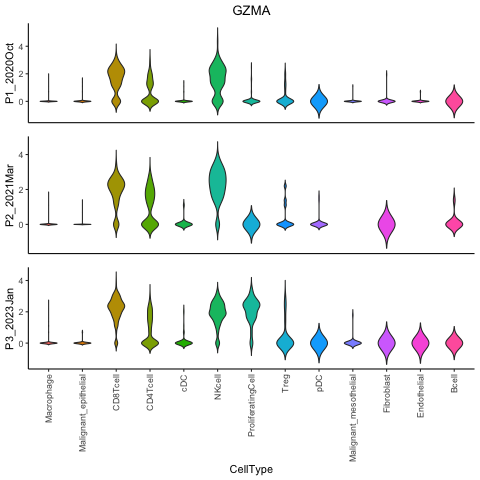 GZMA
P1_2020Oct
4
2
0
P2_2021Mar
4
2
0
P3_2023Jan
4
2
0
Macrophage
Malignant_epithelial
CD8Tcell
CD4Tcell
cDC
NKcell
ProliferatingCell
Treg
pDC
Malignant_mesothelial
Fibroblast
Endothelial
Bcell
CellType